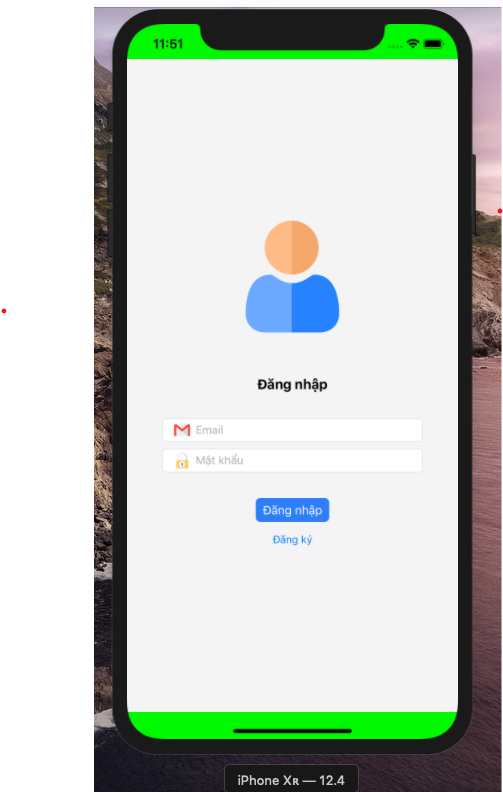 11:51
Đăng nhập
Email
Mật khẩu
Đăng nhập
Đăng ký
iPhone Xʀ — 12.4